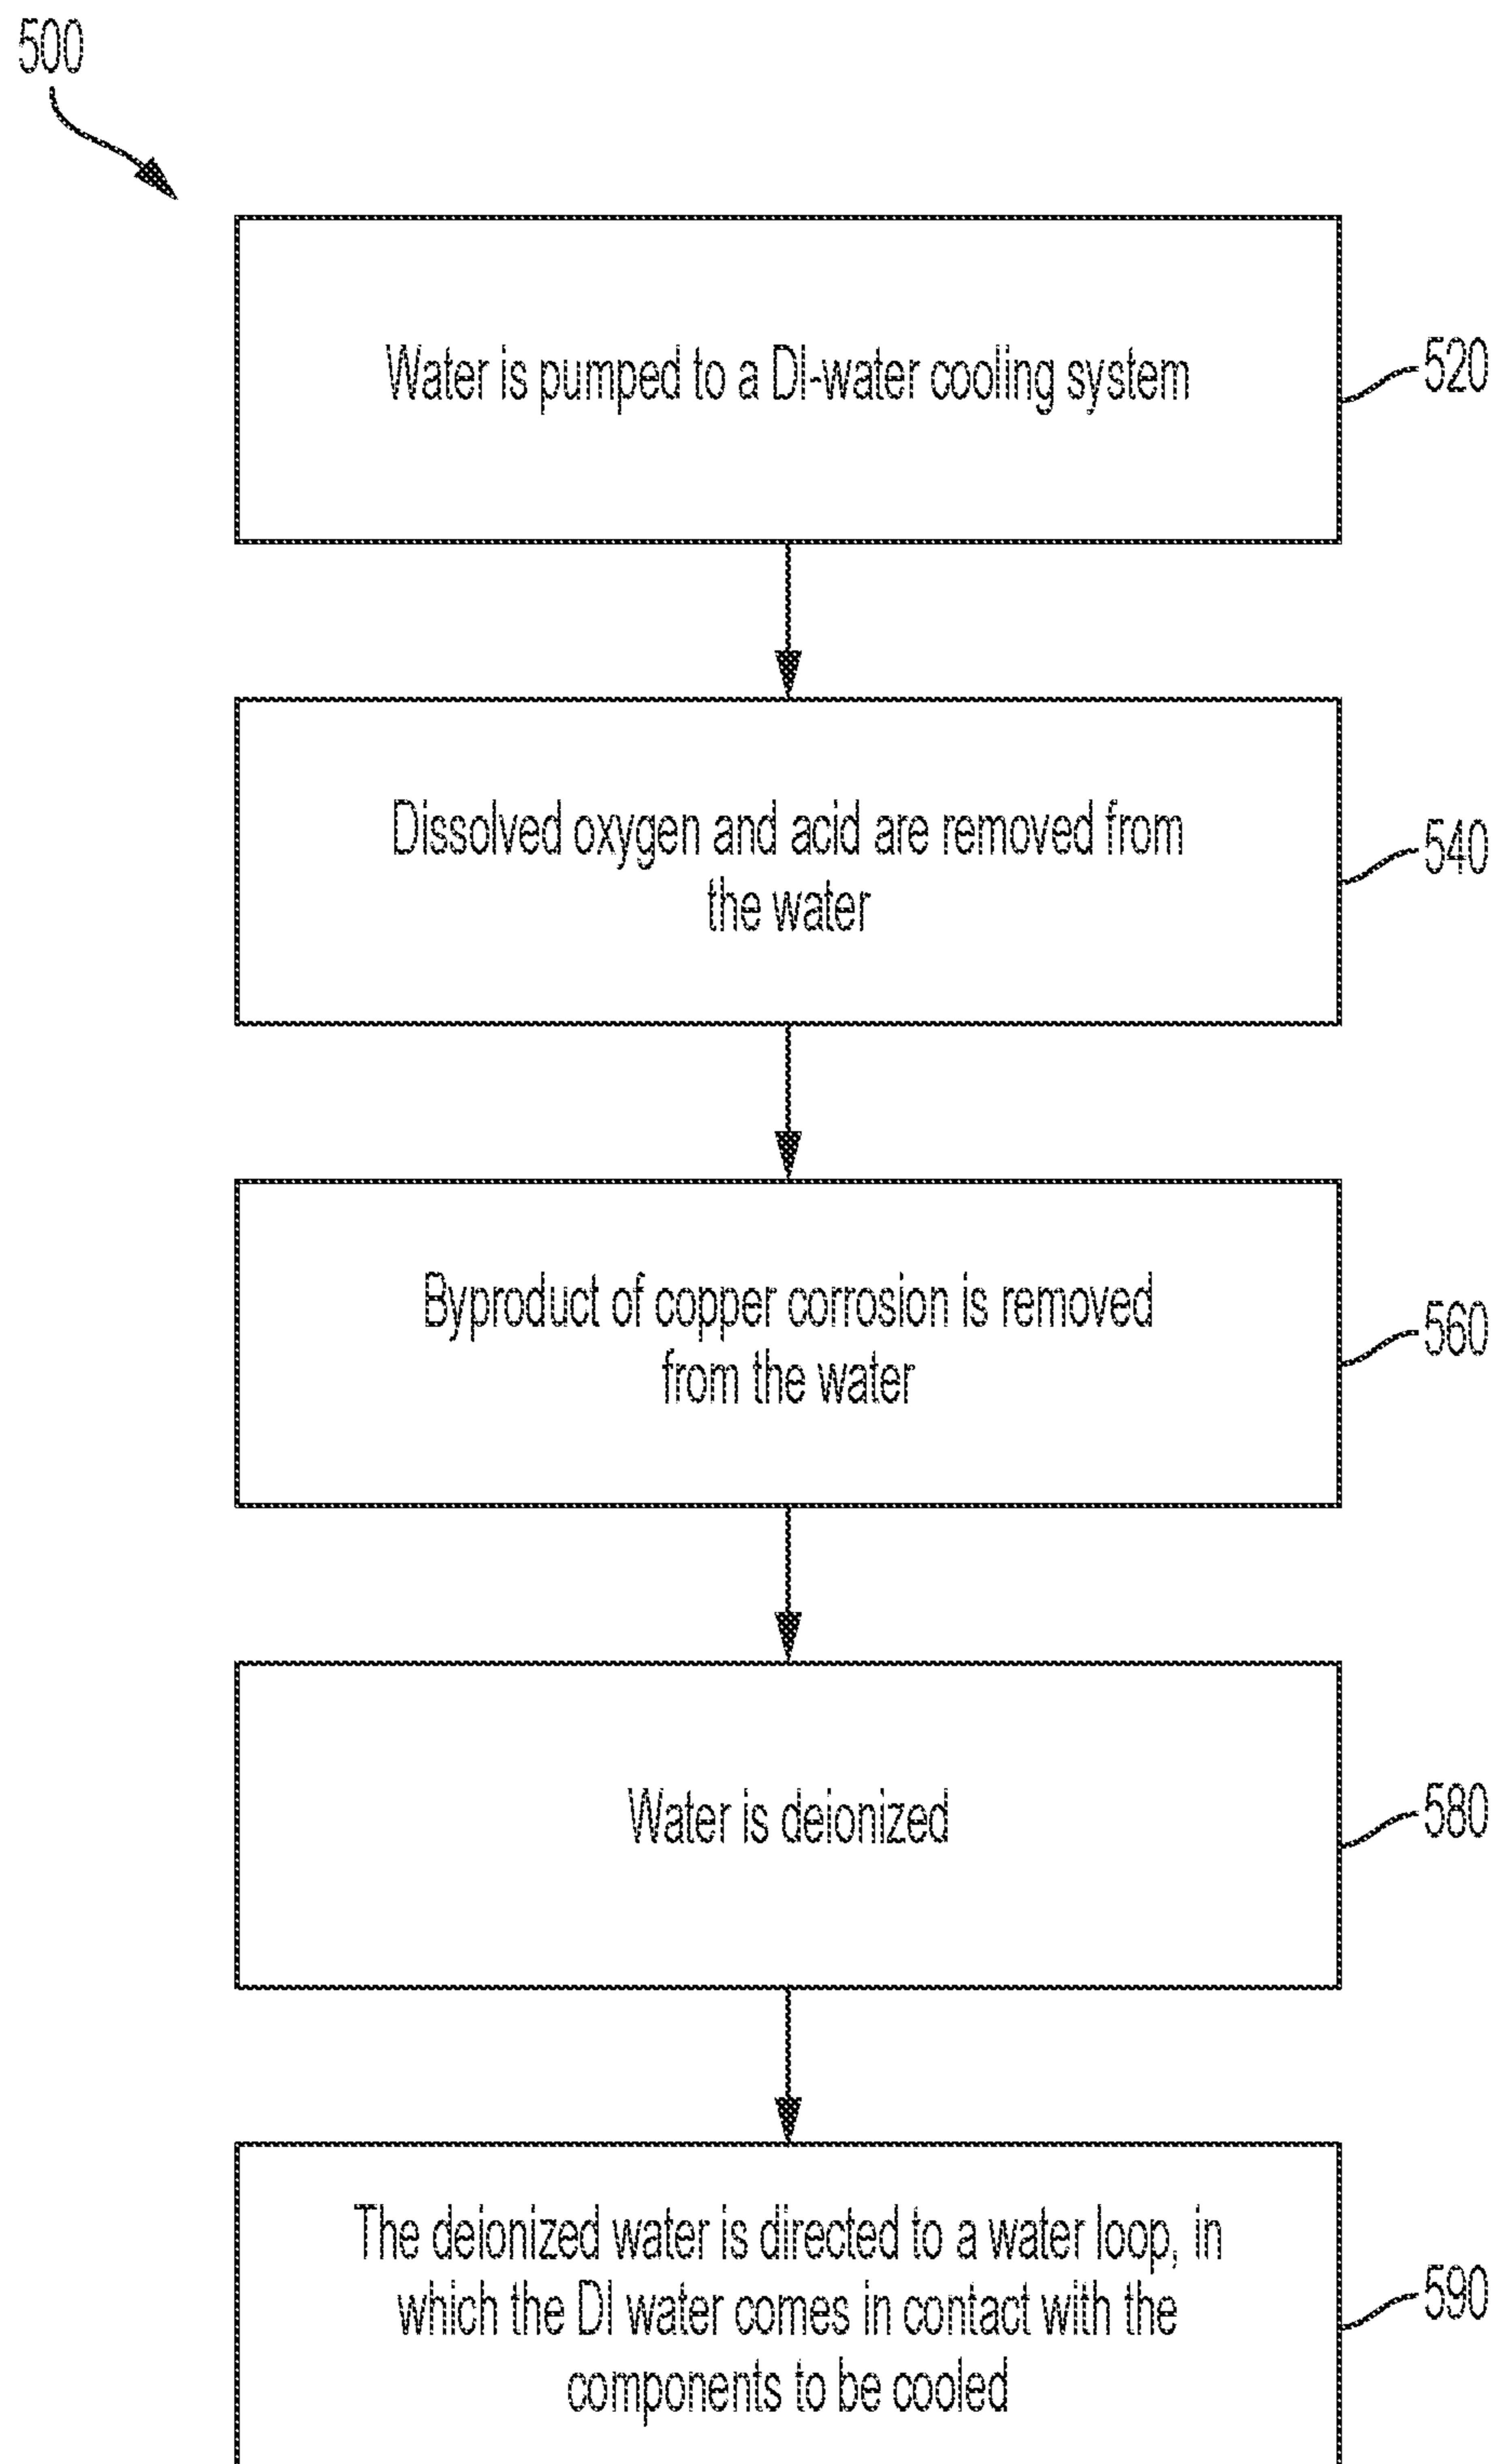 500
Water is pumped to a DI-water cooling system
520
Dissolved oxygen and acid are removed from
the water
540
Byproduct of copper corrosion is removed
from the water
560
Water is deionized
580
The deionized water is directed to a water loop, in
which the DI water comes in contact with the
components to be cooled
590